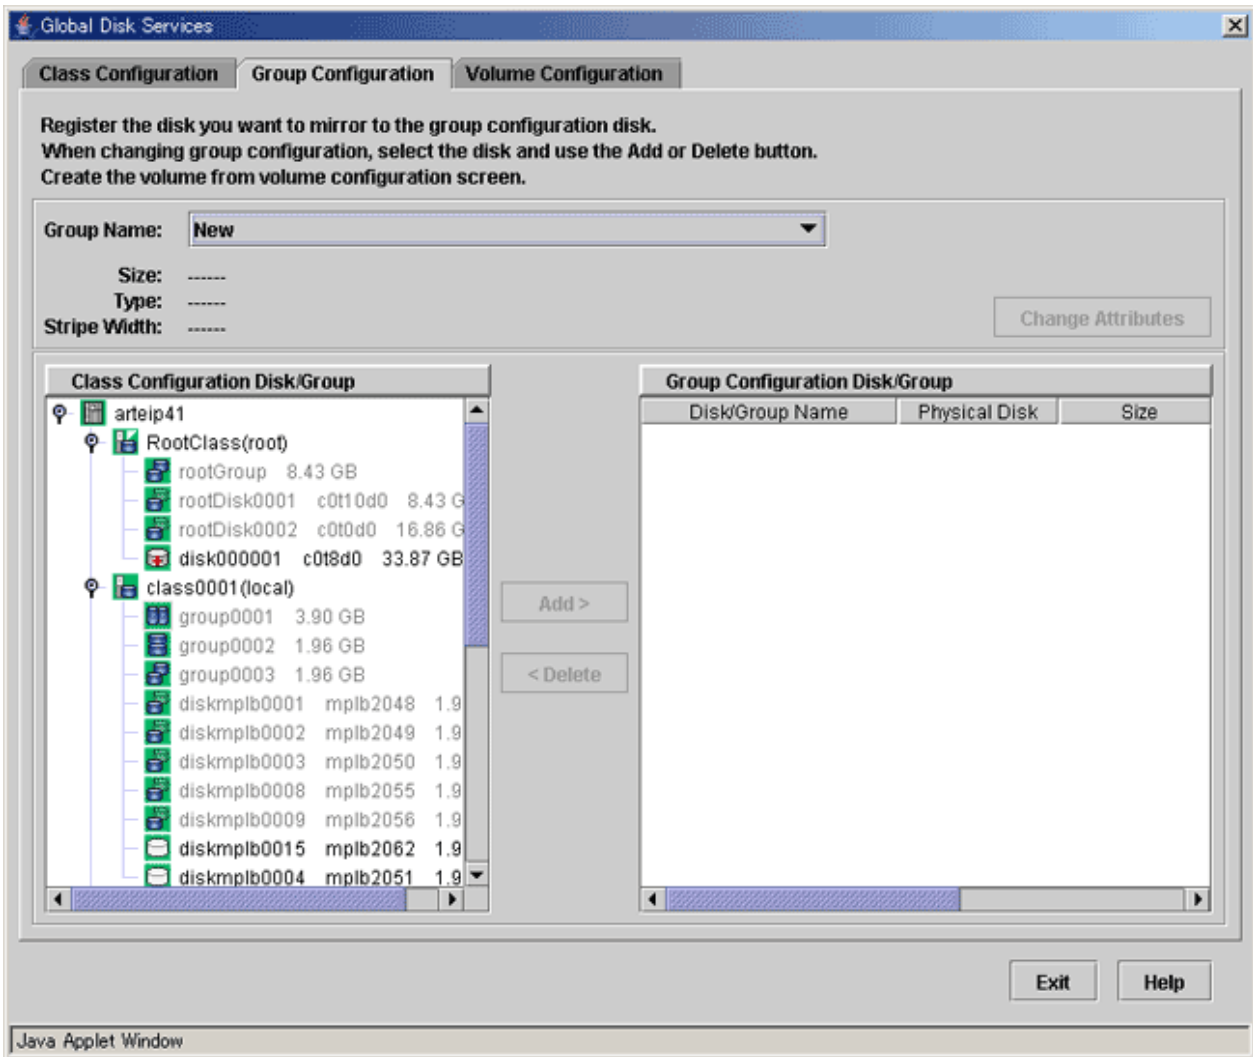 Global Disk Services
Class Configuration Group Configuration Volume Configuration
Register the disk you want to mirror to the group configuration disk.
When changing group configuration, select the disk and use the Add or Delete button.
Create the volume from volume configuration screen.
Group Name: New
Size: ------
Type: ------
Stripe Width: ------
Change Attributes
Class Configuration Disk/Group
arteip41
RootClass(root)
rootGroup 8.43 GB
rootDisk0001 c0t10d0 8.43 G
rootDisk0002 c0t0d0 16.86 G
disk000001 c0t8d0 33.87 GB
class0001(local)
group0001 3.90 GB
group0002 1.96 GB
group0003 1.96 GB
diskmplb0001 mplb2048 1.9
diskmplb0002 mplb2049 1.9
diskmplb0003 mplb2050 1.9
diskmplb0008 mplb2055 1.9
diskmplb0009 mplb2056 1.9
diskmplb0015 mplb2062 1.9
diskmplb0004 mplb2051 1.9
Add >
< Delete
Group Configuration Disk/Group
Disk/Group Name Physical Disk Size
Exit Help
Java Applet Window